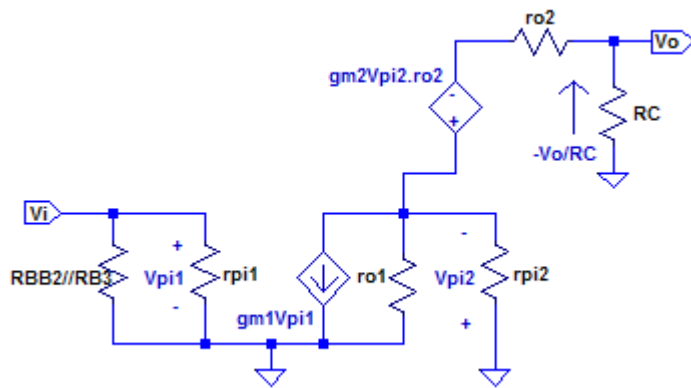 ro2
Vo
gm2Vpi2.ro2
-
+
RC
-Vo/RC
Vi
RBB2//RB3
+
Vpi1
-
rpi1
gm1Vpi1
ro1
-
Vpi2
+
rpi2